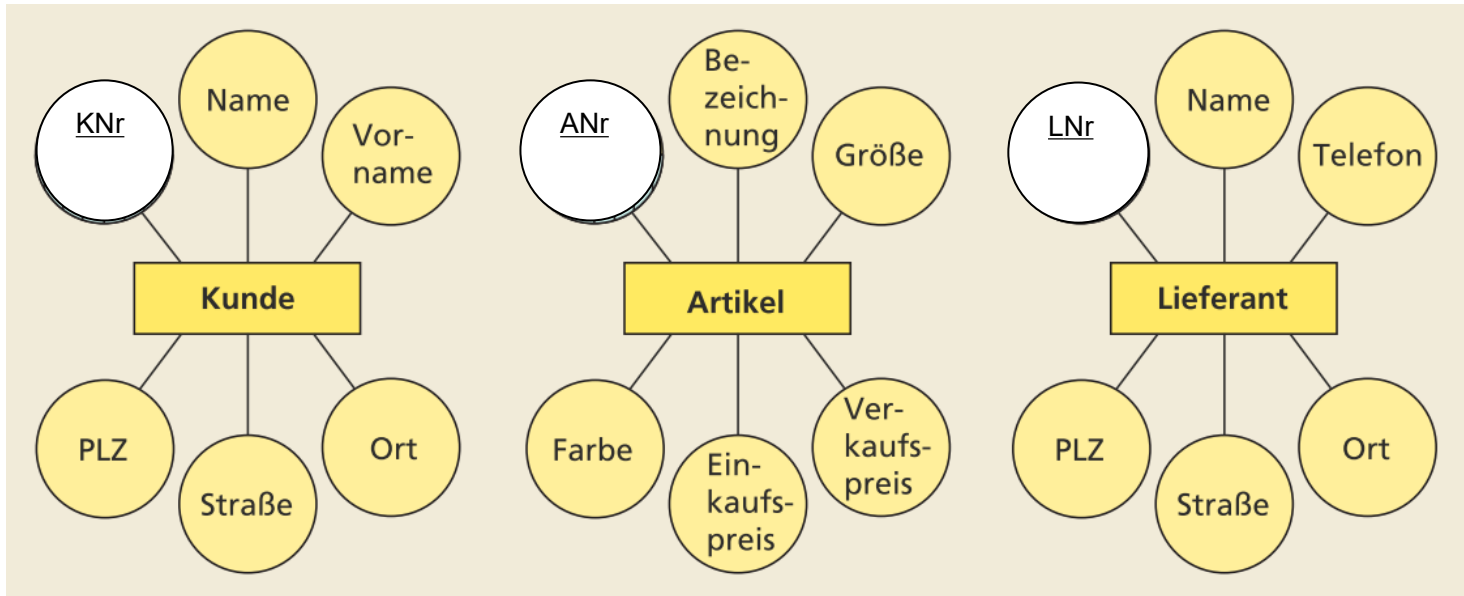 KNr
Name
Vor-
name
Kunde
PLZ
Straße
Ort
ANr
Be-
zeich-
nung
Größe
Artikel
Farbe
Ein-
kaufs-
preis
Ver-
kaufs-
preis
LNr
Name
Telefon
Lieferant
PLZ
Straße
Ort